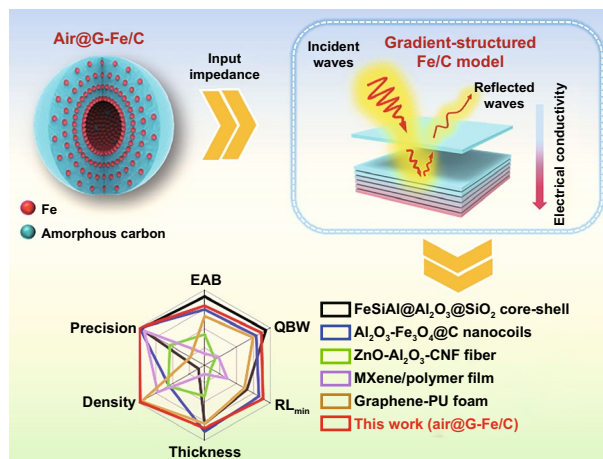 Air@G-Fe/C
Fe
Amorphous carbon
Input
impedance
Gradient-structured
Fe/C model
Incident
waves
Reflected
waves
Electrical conductivity
EAB
QBW
RLmin
Thickness
Density
Precision
FeSiAl@Al₂O₃@SiO₂ core-shell
Al₂O₃-Fe₃O₄@C nanocoils
ZnO-Al₂O₃-CNF fiber
MXene/polymer film
Graphene-PU foam
This work (air@G-Fe/C)